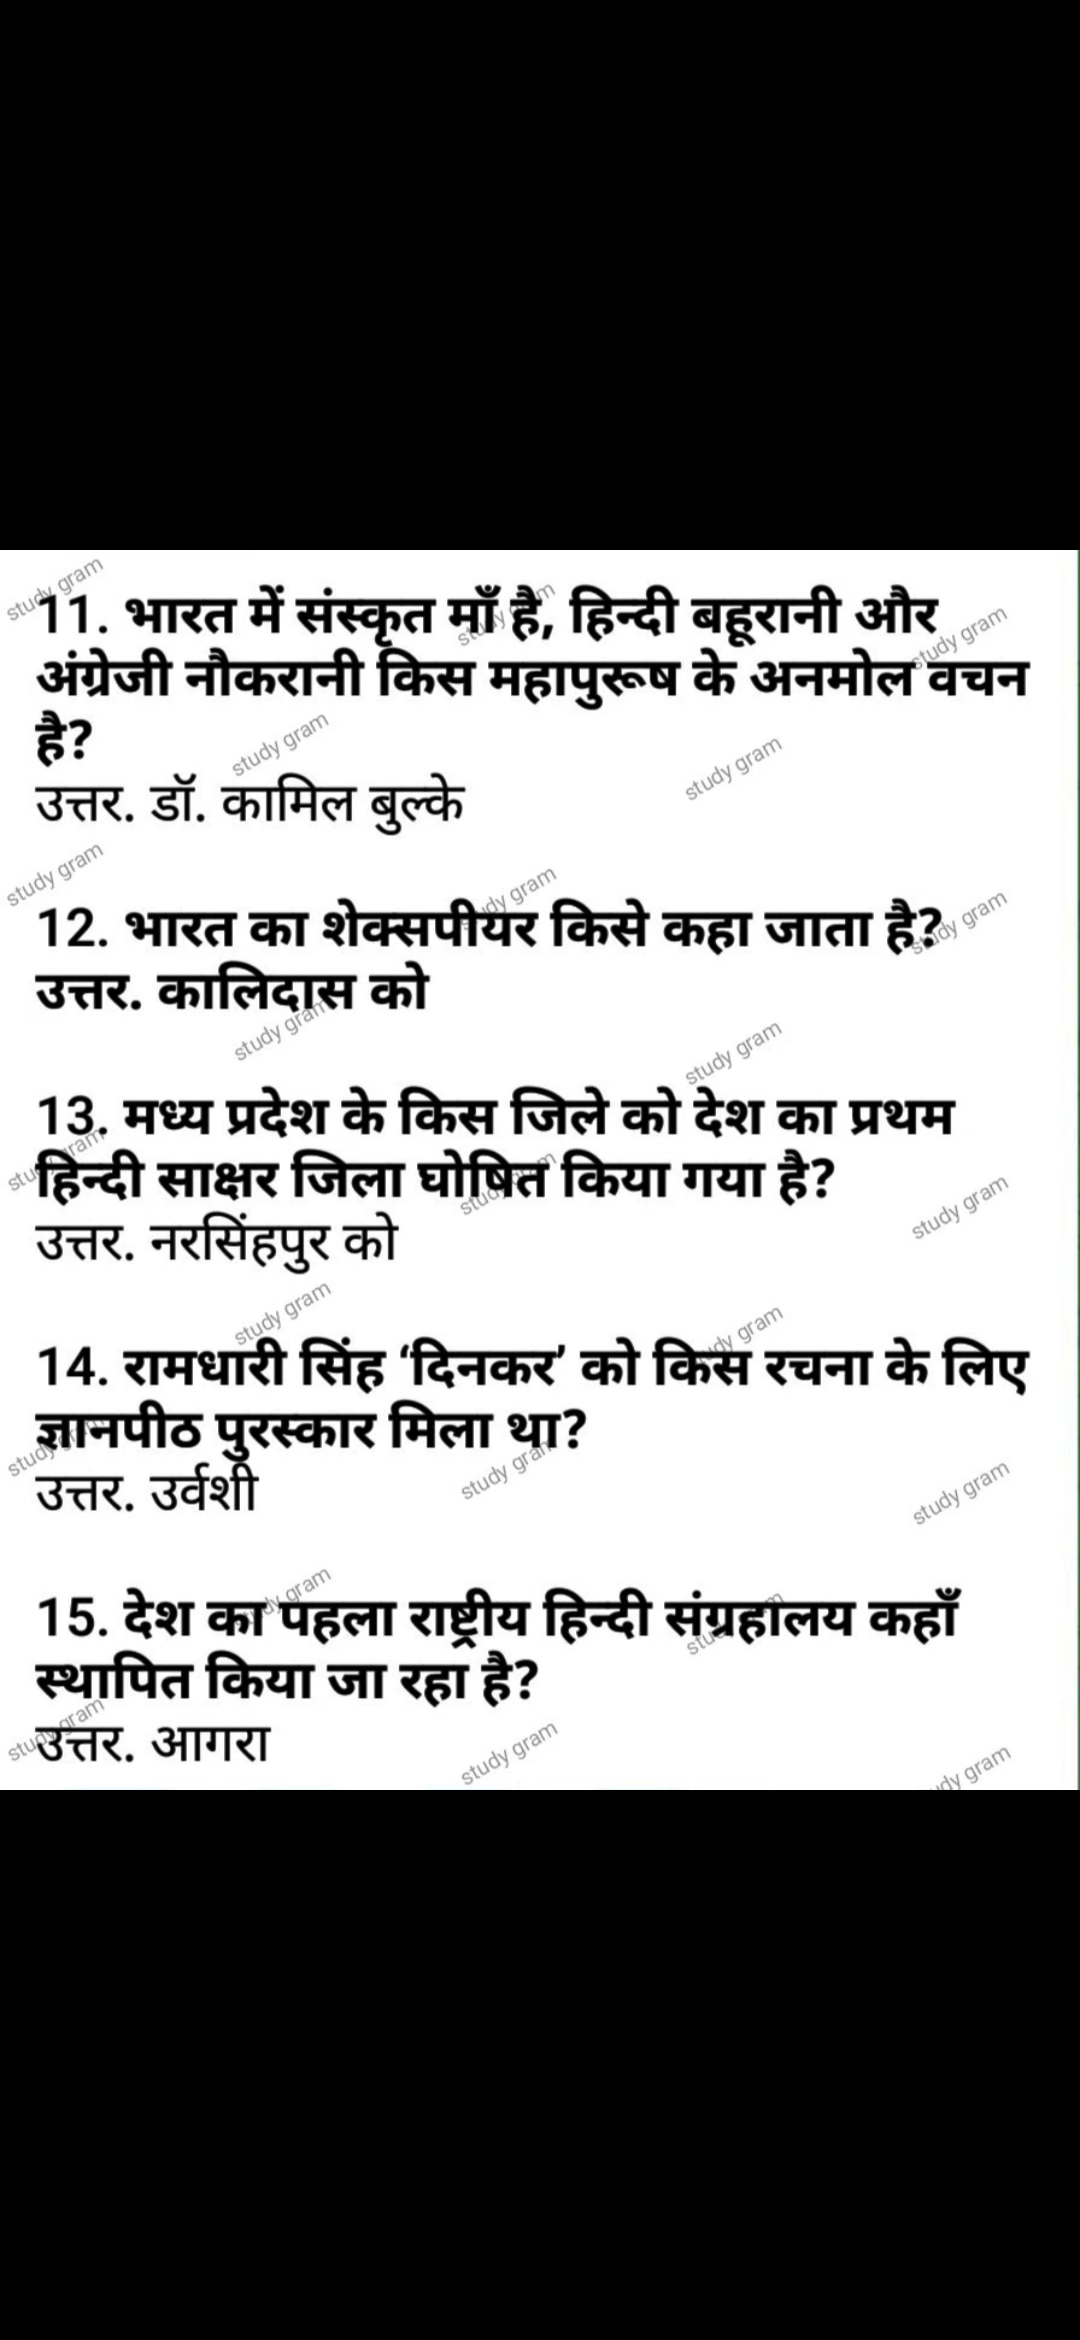 11. भारत में संस्कृत माँ है, हिन्दी बहूरानी और
अंग्रेजी नौकरानी किस महापुरूष के अनमोल वचन
है?
उत्तर. डॉ. कामिल बुल्के
12. भारत का शेक्सपीयर किसे कहा जाता है?
उत्तर. कालिदास को
13. मध्य प्रदेश के किस जिले को देश का प्रथम
हिन्दी साक्षर जिला घोषित किया गया है?
उत्तर. नरसिंहपुर को
14. रामधारी सिंह ‘दिनकर’ को किस रचना के लिए
ज्ञानपीठ पुरस्कार मिला था?
उत्तर. उर्वशी
15. देश का पहला राष्ट्रीय हिन्दी संग्रहालय कहाँ
स्थापित किया जा रहा है?
उत्तर. आगरा
study gram